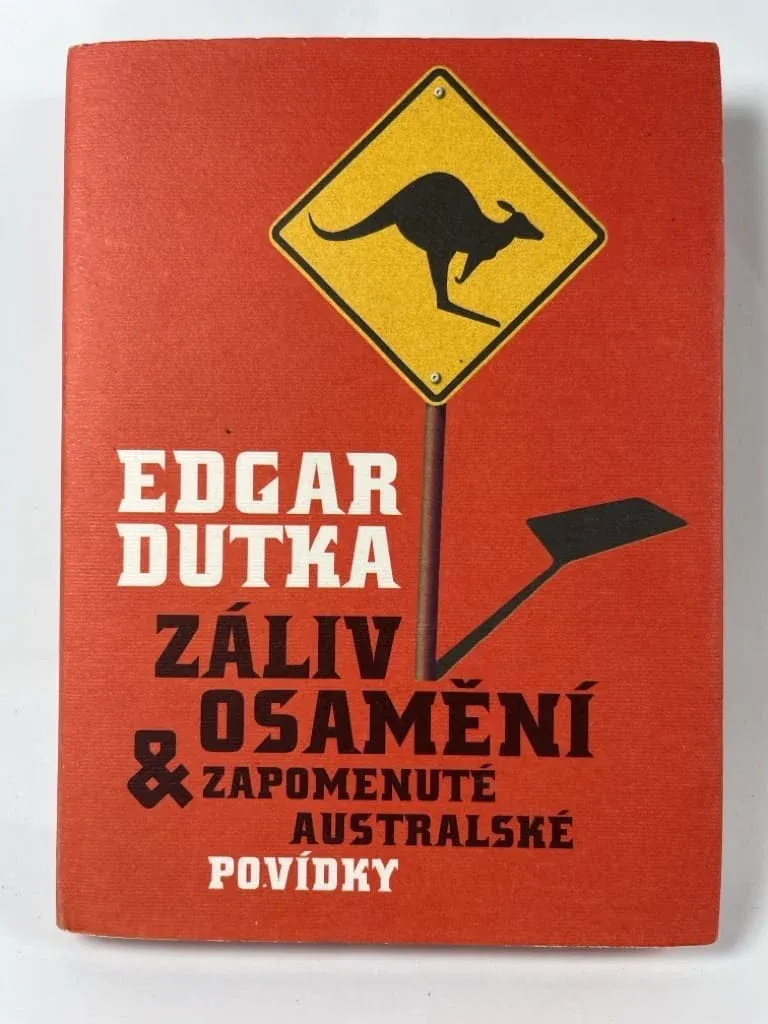 EDGAR
DUTKA
ZÁLIV
OSAMĚNÍ
& ZAPOMENUTÉ
AUSTRALSKÉ
POVÍDKY